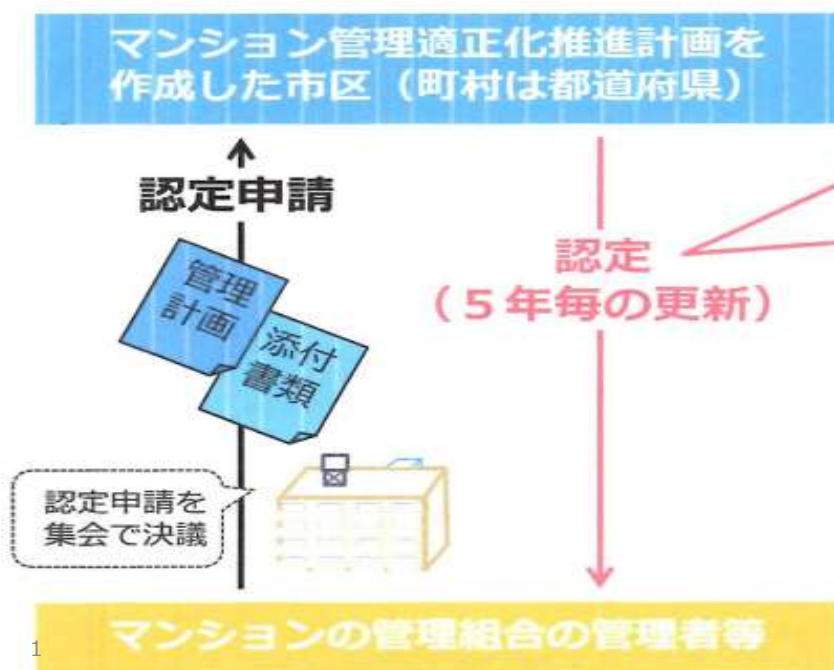 マンション管理適正化推進計画を
作成した市区（町村は都道府県）
認定申請
管理
計画
添付
書類
認定
（５年毎の更新）
認定申請を
集会で決議
マンションの管理組合の管理者等
1